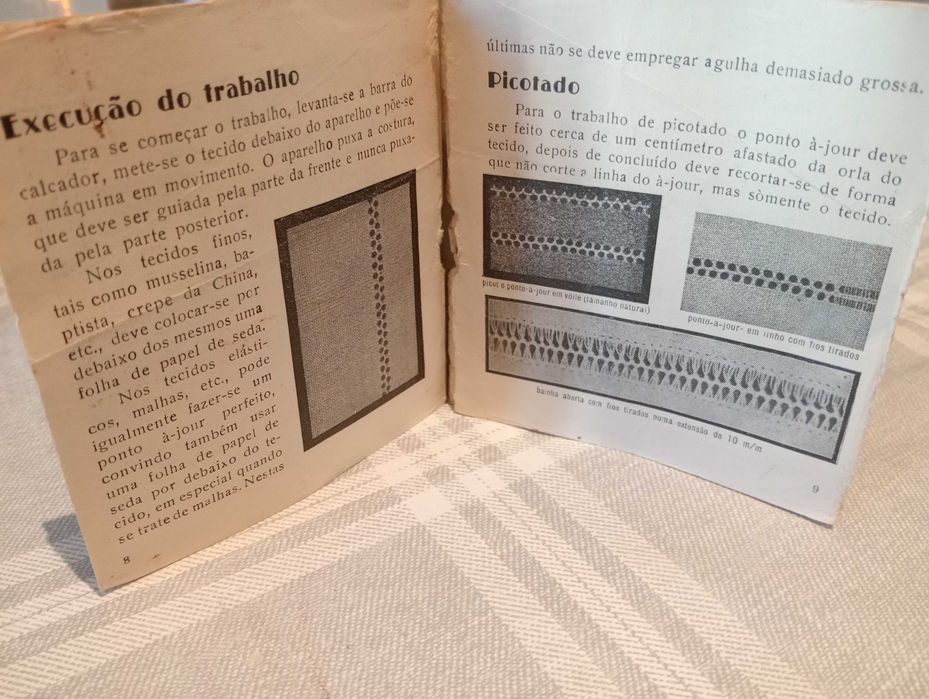 Execução do trabalho
Para se começar o trabalho, levanta-se a barra do
calcador, mete-se o tecido debaixo do aparelho e põe-se
a máquina em movimento. O aparelho puxa a costura,
que deve ser guiada pela parte da frente e nunca puxa-
da pela parte posterior.
Nos tecidos finos,
tais como musselina, ba-
ptista, crepe da China,
etc., deve colocar-se por
debaixo dos mesmos uma
folha de papel de seda.
Nos tecidos elásti-
cos, malhas, etc., pode
igualmente fazer-se um
ponto à-jour perfeito,
convindo também usar
uma folha de papel de
seda por debaixo do te-
cido, em especial quando
se trate de malhas. Nestas
8
últimas não se deve empregar agulha demasiado grossa.
Picotado
Para o trabalho de picotado o ponto à-jour deve
ser feito cerca de um centímetro afastado da orla do
tecido, depois de concluído deve recortar-se de forma
que não corte a linha do à-jour, mas sòmente o tecido.
picot e ponto-à-jour em voile (tamanho natural)
ponto-a-jour- em linho com fios tirados
bainha aberta com fios tirados numa extensão de 10 m/m
9